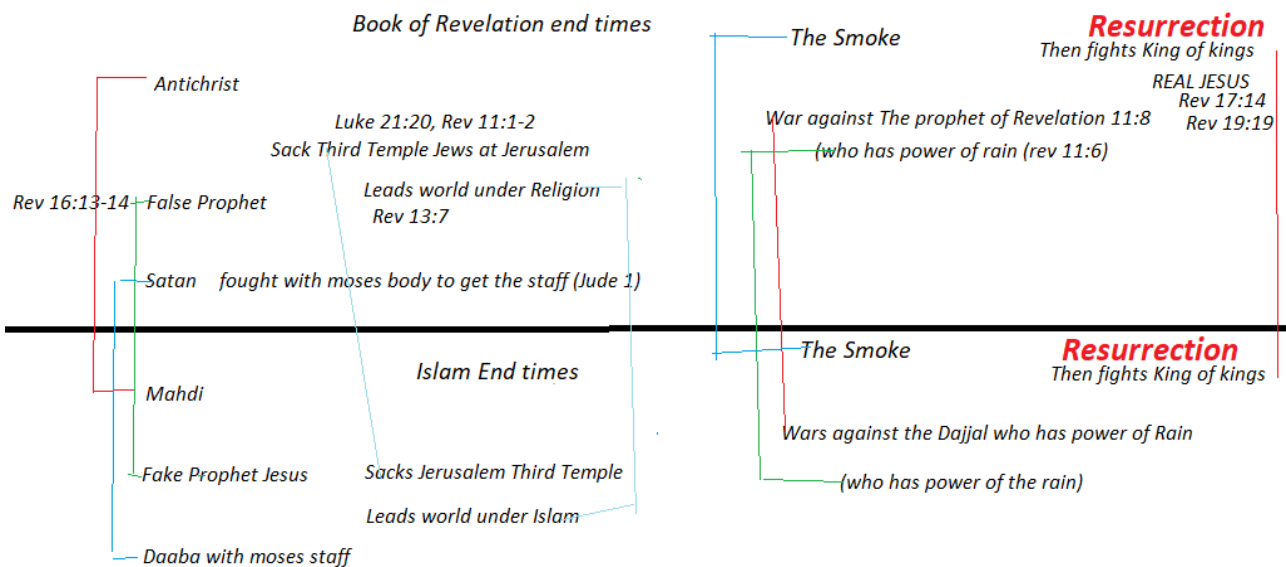 Book of Revelation end times
Resurrection
The Smoke
Then fights King of kings
Antichrist
REAL JESUS
Rev 17:14
Luke 21:20, Rev 11:1-2
War against The prophet of Revelation 11:8
Rev 19:19
Sack Third Temple Jews at Jerusalem
(who has power of rain (rev 11:6)
Leads world under Religion
Rev 16:13-14
False Prophet
Rev 13:7
Satan fought with moses body to get the staff (Jude 1)
The Smoke
Resurrection
Islam End times
Then fights King of kings
Mahdi
Wars against the Dajjal who has power of Rain
Fake Prophet Jesus
Sacks Jerusalem Third Temple
(who has power of the rain)
Leads world under Islam
Daaba with moses staff